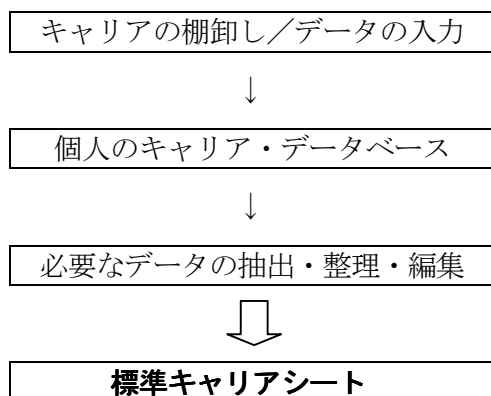 キャリアの棚卸し／データの入力
↓
個人のキャリア・データベース
↓
必要なデータの抽出・整理・編集
標準キャリアシート